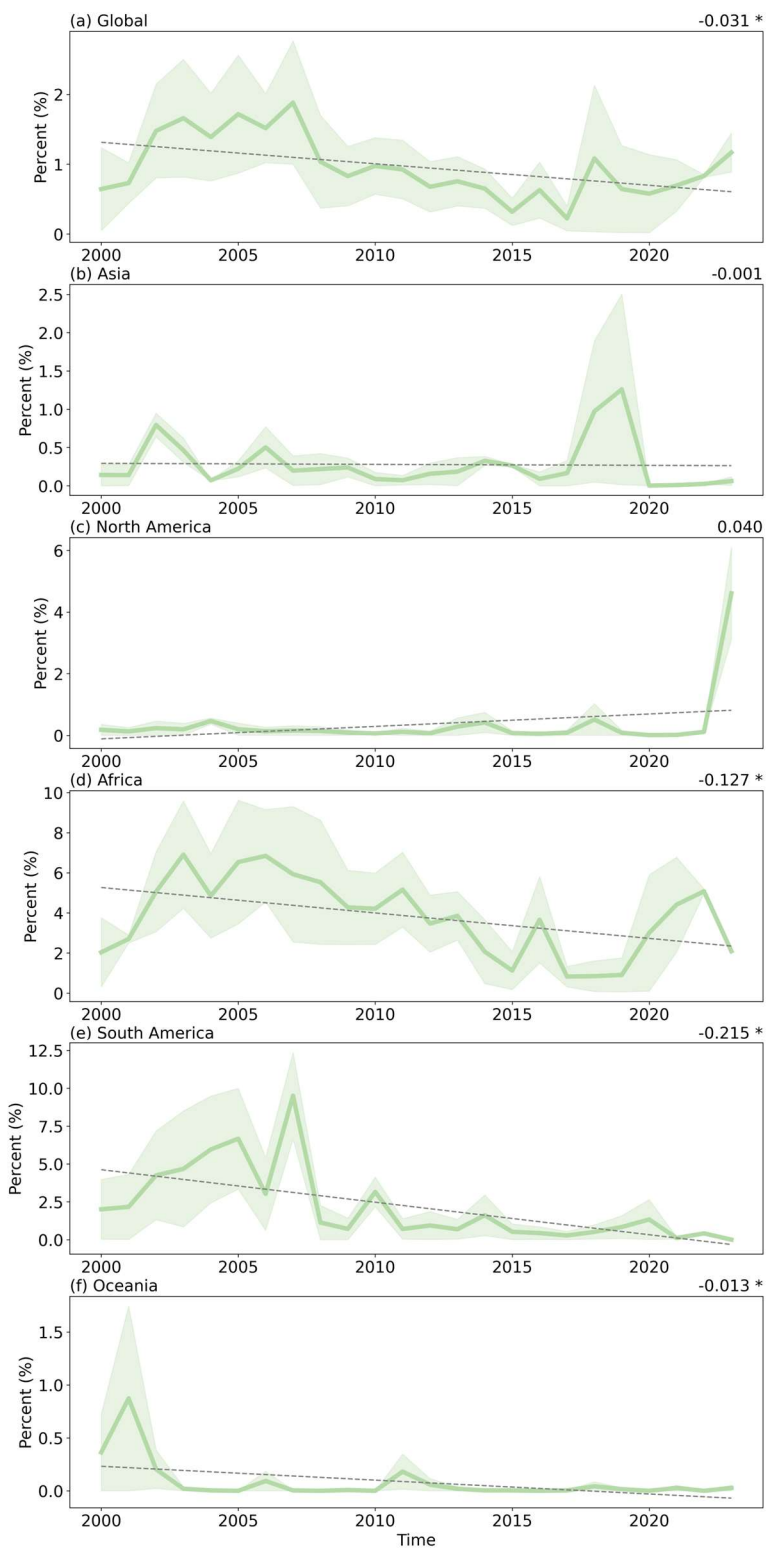 (a) Global -0.031 *
Percent (%)
2
1
0
2000 2005 2010 2015 2020
(b) Asia -0.001
Percent (%)
2.5
2.0
1.5
1.0
0.5
0.0
2000 2005 2010 2015 2020
(c) North America 0.040
Percent (%)
6
4
2
0
2000 2005 2010 2015 2020
(d) Africa -0.127 *
Percent (%)
10
8
6
4
2
0
2000 2005 2010 2015 2020
(e) South America -0.215 *
Percent (%)
12.5
10.0
7.5
5.0
2.5
0.0
2000 2005 2010 2015 2020
(f) Oceania -0.013 *
Percent (%)
1.5
1.0
0.5
0.0
2000 2005 2010 2015 2020
Time